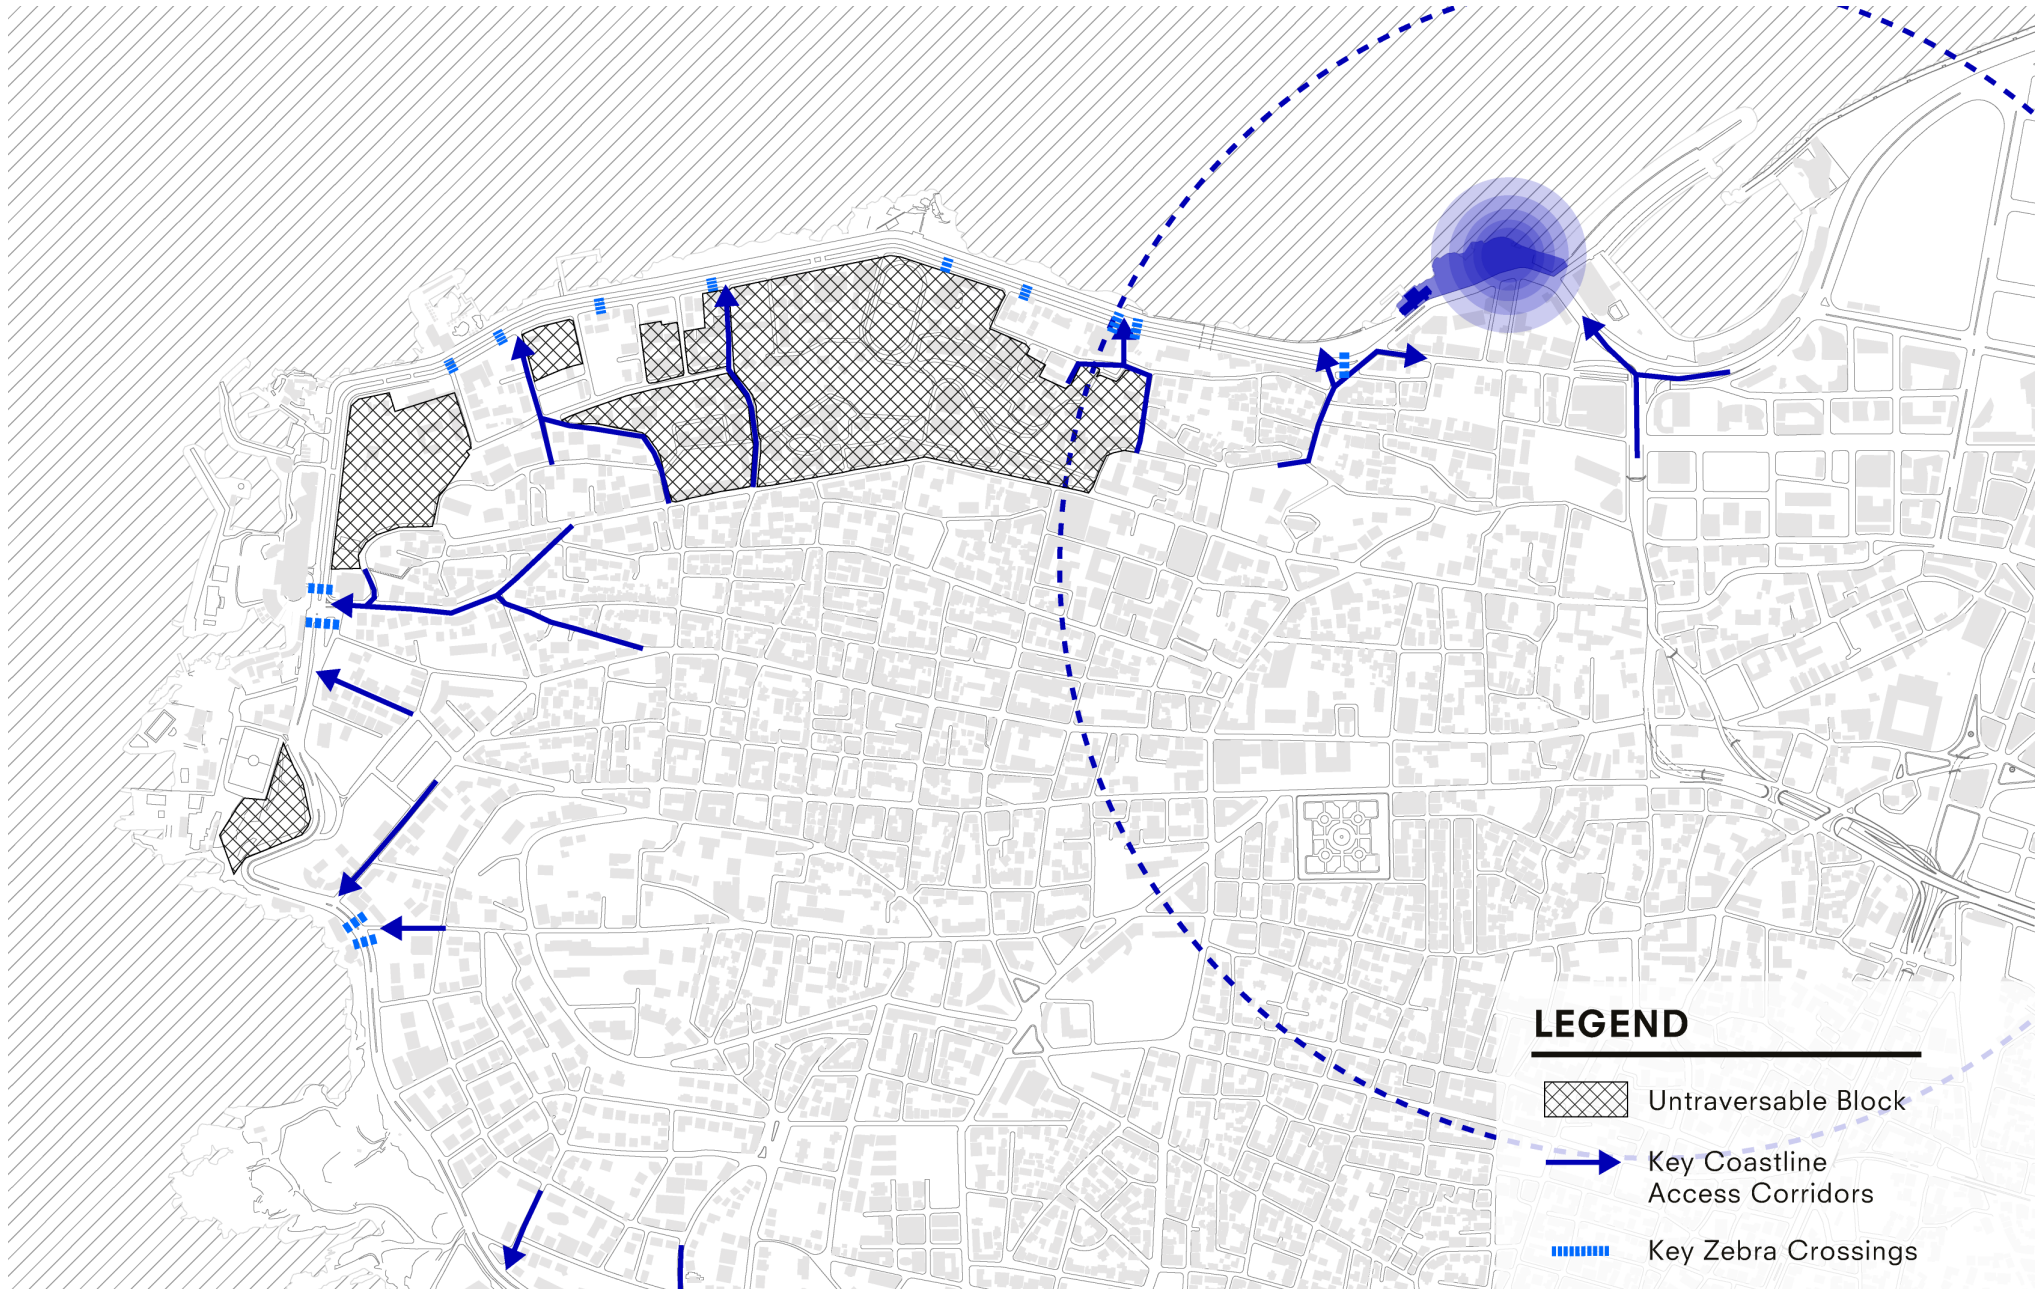 LEGEND
Untraversable Block
Key Coastline
Access Corridors
Key Zebra Crossings